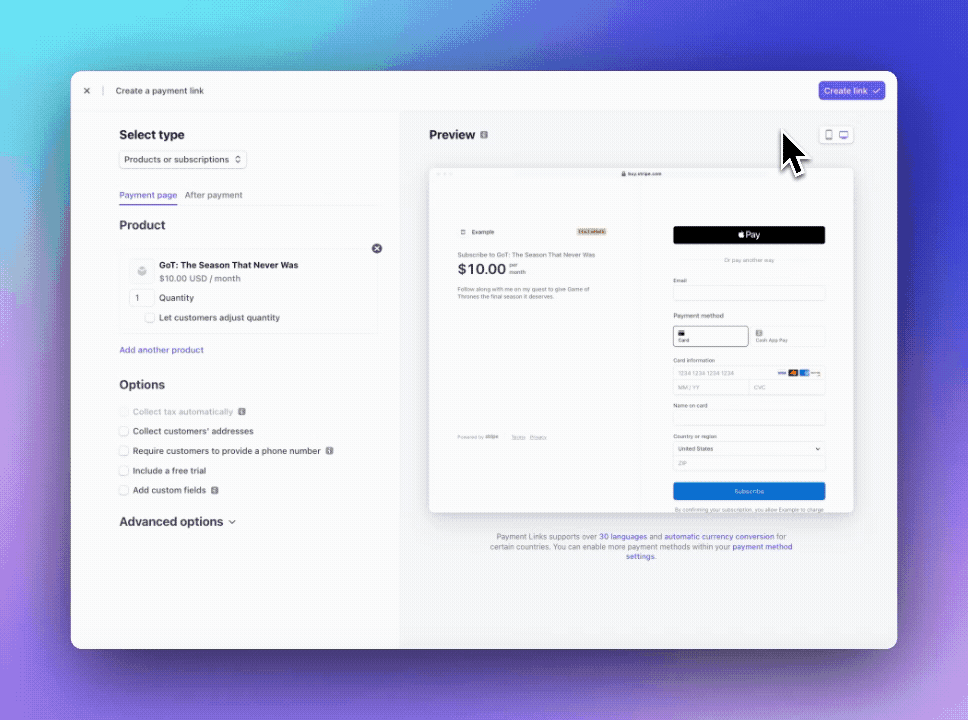 Create a payment link
Create link
Select type
Products or subscriptions
Payment page
After payment
Product
GoT: The Season That Never Was
$10.00 USD / month
1
Quantity
Let customers adjust quantity
Add another product
Options
Collect tax automatically
Collect customers' addresses
Require customers to provide a phone number
Include a free trial
Add custom fields
Advanced options
Preview
buy.stripe.com
Example
Subscribe to GoT: The Season That Never Was
$10.00
per
month
Follow along with me on my quest to give Game of
Thrones the final season it deserves.
Powered by stripe
Terms
Privacy
Pay
Or pay another way
Email
Payment method
Card
Cash App Pay
Card information
1234 1234 1234 1234
VISA
MM / YY
CVC
Name on card
Country or region
United States
ZIP
Subscribe
By confirming your subscription, you allow Example to charge
Payment Links supports over 30 languages and automatic currency conversion for
certain countries. You can enable more payment methods within your payment method
settings.